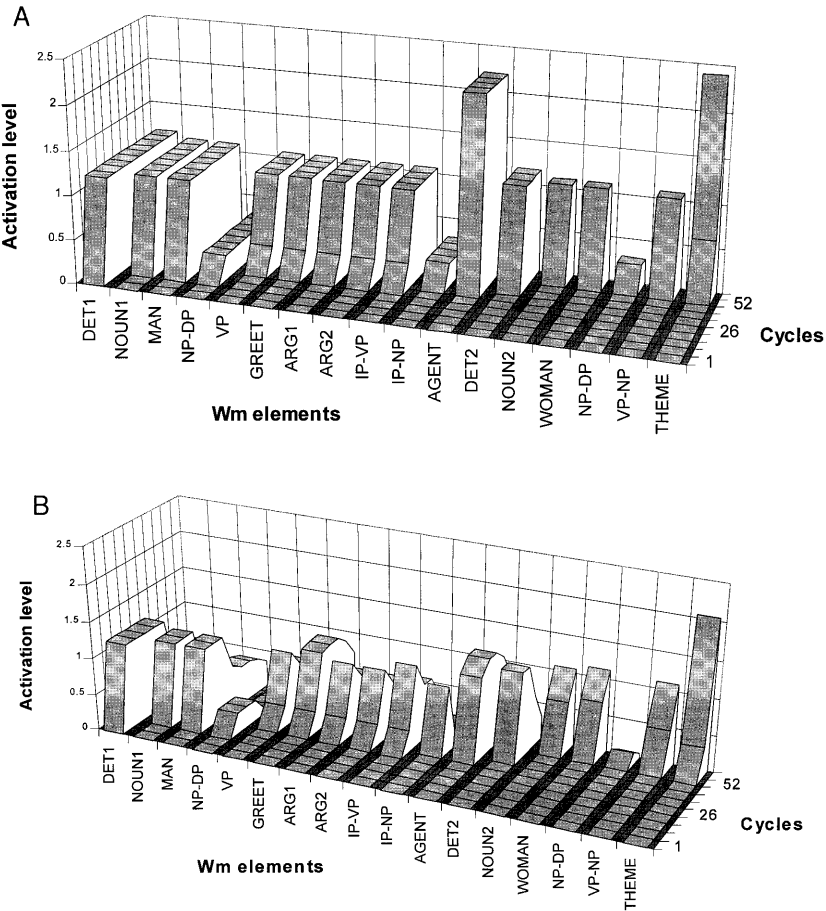 A
2.5
2
1.5
1
0.5
0
Activation level
DET1
NOUN1
MAN
NP-DP
VP
GREET
ARG1
ARG2
IP-VP
IP-NP
AGENT
DET2
NOUN2
WOMAN
NP-DP
VP-NP
THEME
52
26
1
Cycles
Wm elements
B
2.5
2
1.5
1
0.5
0
Activation level
DET1
NOUN1
MAN
NP-DP
VP
GREET
ARG1
ARG2
IP-VP
IP-NP
AGENT
DET2
NOUN2
WOMAN
NP-DP
VP-NP
THEME
52
26
1
Cycles
Wm elements